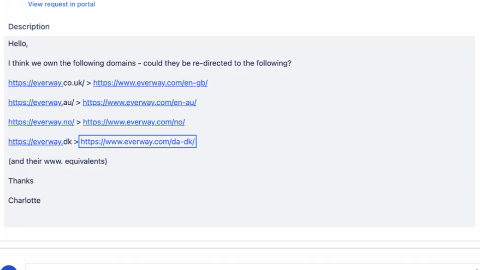 View request in portal
Description
Hello,
I think we own the following domains - could they be re-directed to the following?
https://everway.co.uk/ > https://www.everway.com/en-gb/
https://everway.au/ > https://www.everway.com/en-au/
https://everway.no/ > https://www.everway.com/no/
https://everway.dk > https://www.everway.com/da-dk/
(and their www. equivalents)
Thanks
Charlotte